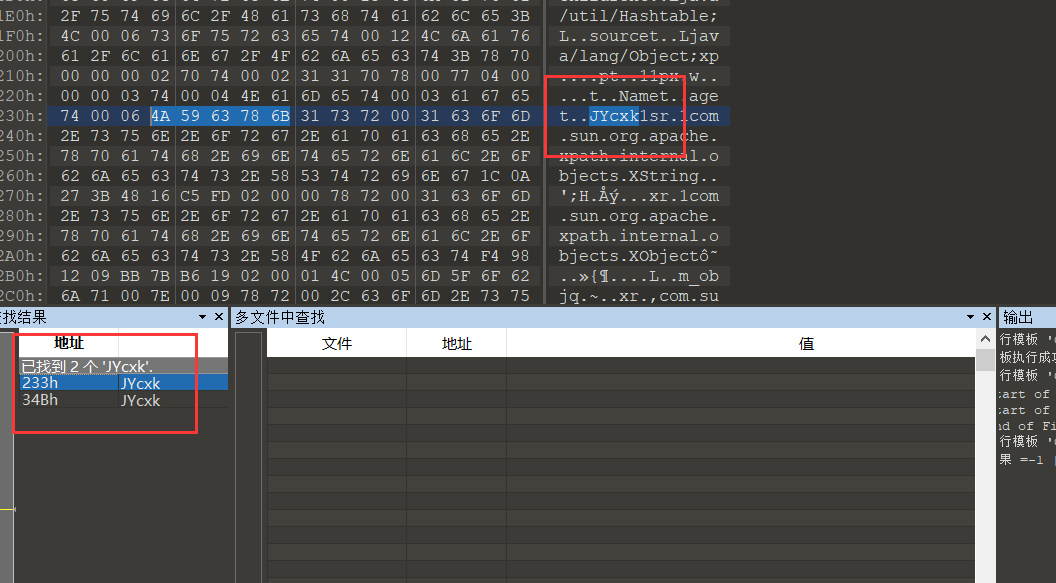 1E0h: 2F 75 74 69 6C 2F 48 61 73 68 74 61 62 6C 65 3B /util/Hashtable;
1F0h: 4C 00 06 73 6F 75 72 63 65 74 00 12 4C 6A 61 76 L..sourcet..Ljav
200h: 61 2F 6C 61 6E 67 2F 4F 62 6A 65 63 74 3B 78 70 a/lang/Object;xp
210h: 00 00 00 02 70 74 00 02 31 31 70 78 00 77 04 00 ....pt..11px.w..
220h: 00 00 03 74 00 04 4E 61 6D 65 74 00 03 61 67 65 ...t..Namet..age
230h: 74 00 06 4A 59 63 78 6B 31 73 72 00 31 63 6F 6D t..JYcxk1sr.1com
240h: 2E 73 75 6E 2E 6F 72 67 2E 61 70 61 63 68 65 2E .sun.org.apache.
250h: 78 70 61 74 68 2E 69 6E 74 65 72 6E 61 6C 2E 6F xpath.internal.o
260h: 62 6A 65 63 74 73 2E 58 53 74 72 69 6E 67 1C 0A bjects.XString..
270h: 27 3B 48 16 C5 FD 02 00 00 78 72 00 31 63 6F 6D ';H.Åý...xr.1com
280h: 2E 73 75 6E 2E 6F 72 67 2E 61 70 61 63 68 65 2E .sun.org.apache.
290h: 78 70 61 74 68 2E 69 6E 74 65 72 6E 61 6C 2E 6F xpath.internal.o
2A0h: 62 6A 65 63 74 73 2E 58 4F 62 6A 65 63 74 F4 98 bjects.XObjectô˜
2B0h: 12 09 BB 7B B6 19 02 00 01 4C 00 05 6D 5F 6F 62 ..»{¶....L..m_ob
2C0h: 6A 71 00 7E 00 09 78 72 00 2C 63 6F 6D 2E 73 75 jq.~..xr.,com.su
找结果
多文件中查找
输出
地址
文件 地址 值
已找到 2 个 'JYcxk'.
233h JYcxk
34Bh JYcxk
行模板 '
板执行成功
行模板 '
tart of
tart of
nd of Fi
行模板 '
果 =-1